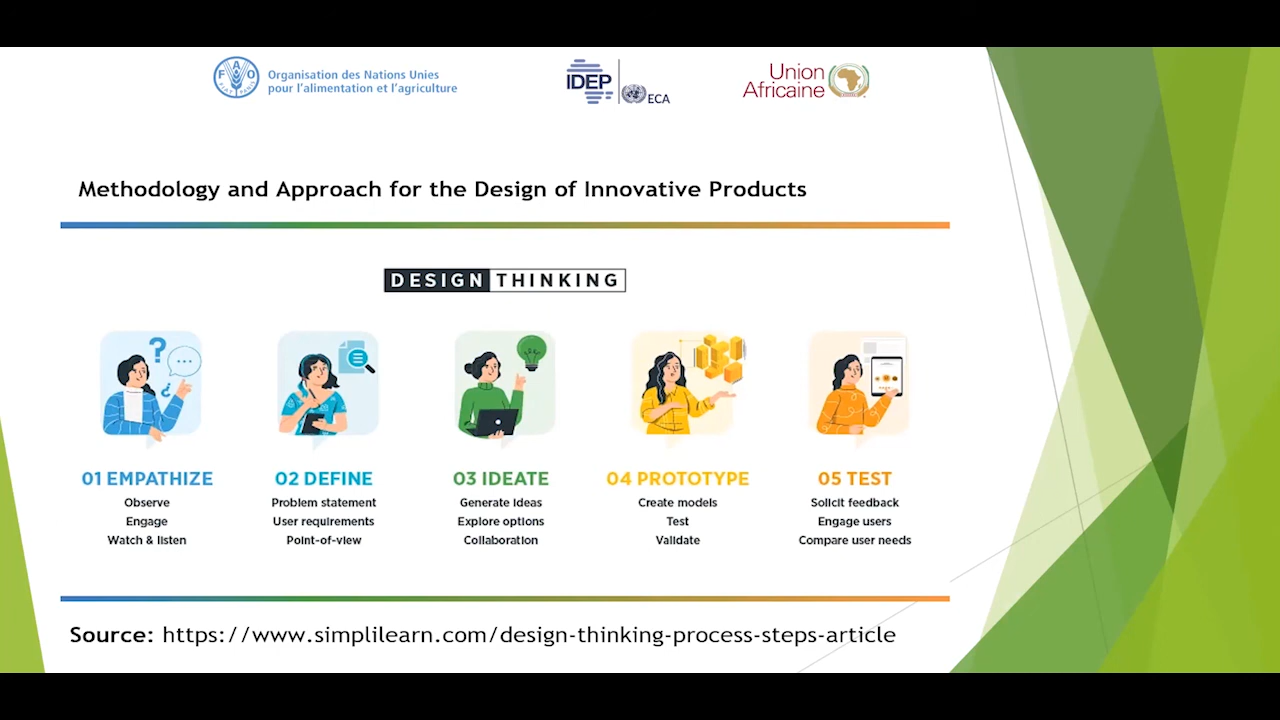 FAO
FIAT PANIS
Organisation des Nations Unies
pour l'alimentation et l'agriculture
IDEP
ECA
Union
Africaine
Methodology and Approach for the Design of Innovative Products
DESIGN THINKING
01 EMPATHIZE
Observe
Engage
Watch & listen
02 DEFINE
Problem statement
User requirements
Point-of-view
03 IDEATE
Generate ideas
Explore options
Collaboration
04 PROTOTYPE
Create models
Test
Validate
05 TEST
Solicit feedback
Engage users
Compare user needs
Source: https://www.simplilearn.com/design-thinking-process-steps-article